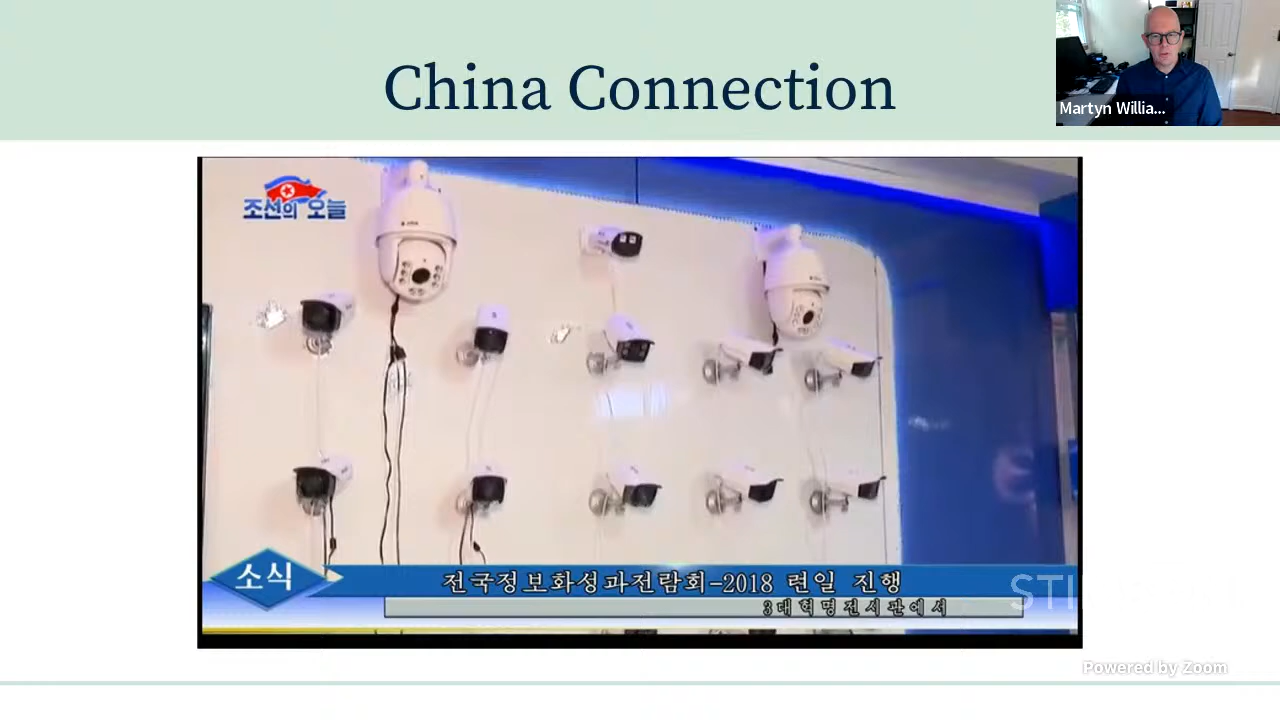 China Connection
Martyn Willia...
조선의 오늘
소식
전국정보화성과전람회-2018 련일 진행
3대혁명전시관에서
Powered by Zoom